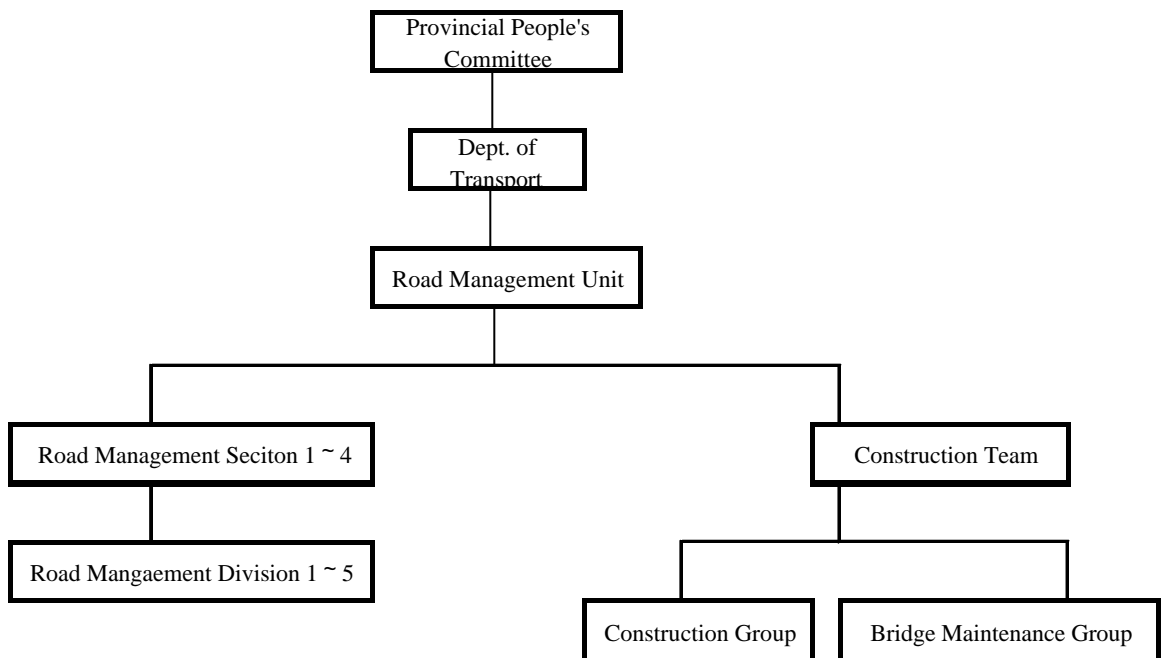 Provincial People's
Committee
Dept. of
Transport
Road Management Unit
Road Management Seciton 1 ~ 4
Construction Team
Road Mangaement Division 1 ~ 5
Construction Group
Bridge Maintenance Group